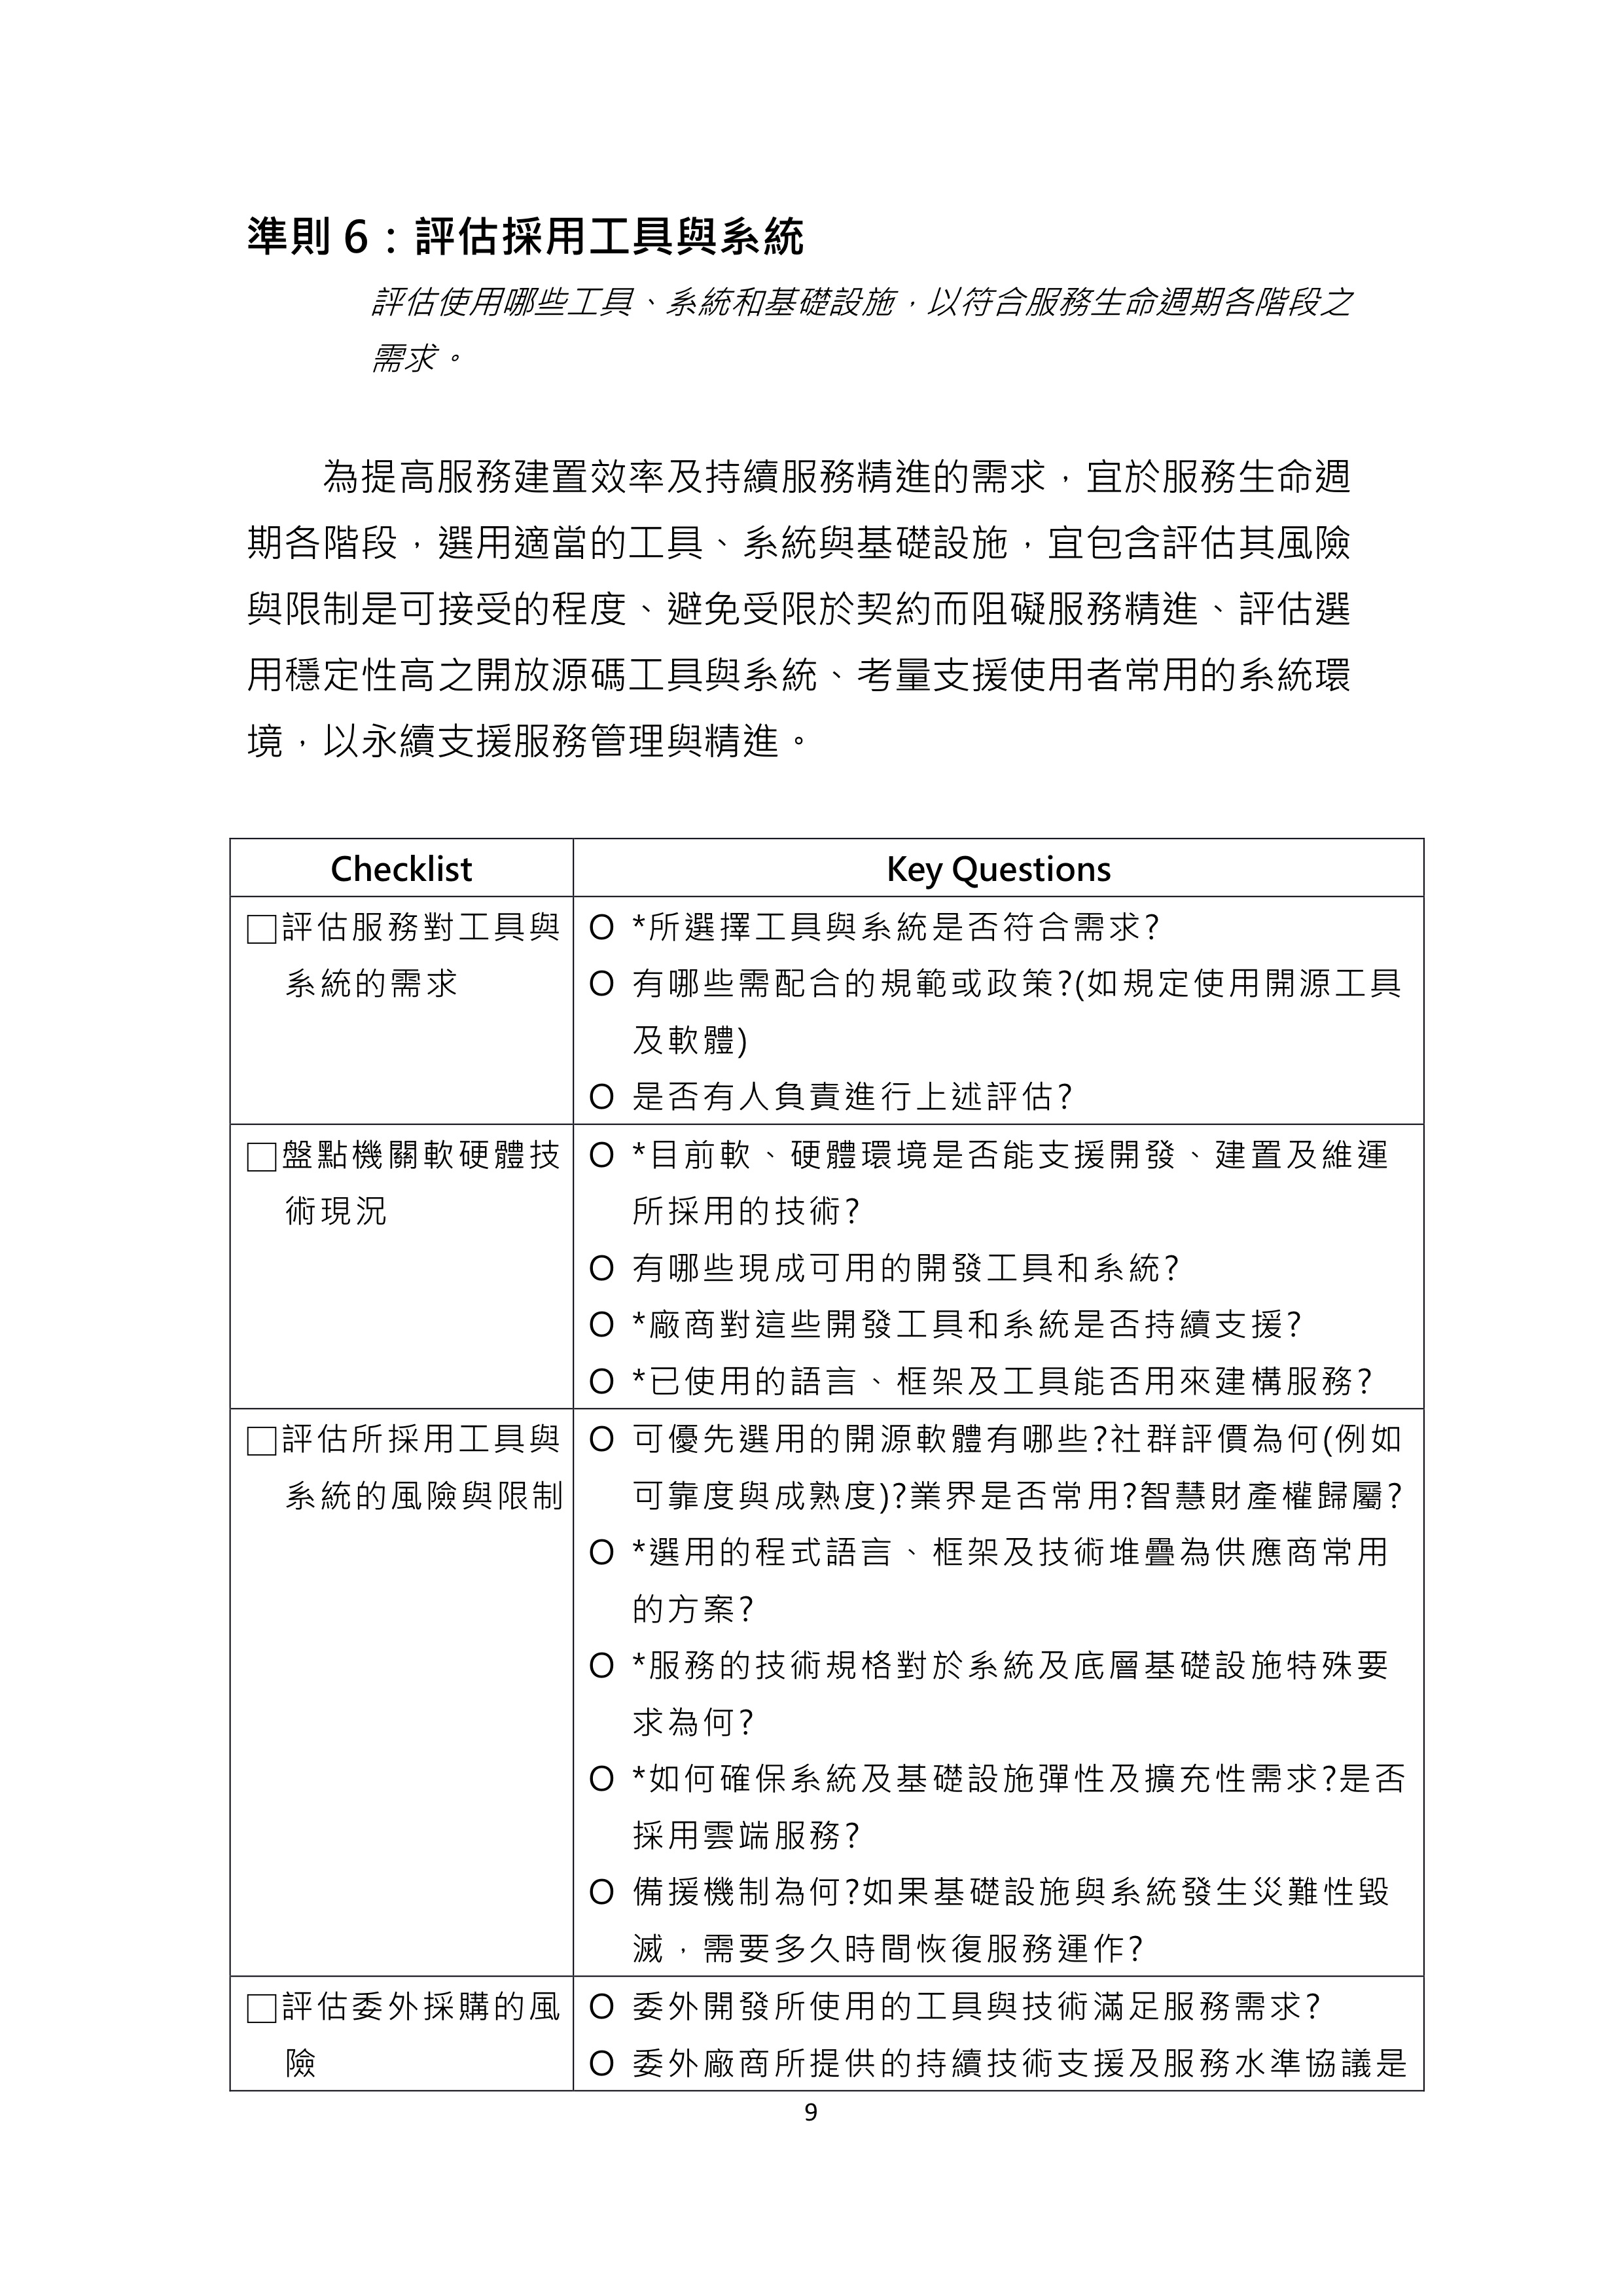 準則 6：評估採用工具與系統
評估使用哪些工具、系統和基礎設施，以符合服務生命週期各階段之
需求。
為提高服務建置效率及持續服務精進的需求，宜於服務生命週
期各階段，選用適當的工具、系統與基礎設施，宜包含評估其風險
與限制是可接受的程度、避免受限於契約而阻礙服務精進、評估選
用穩定性高之開放源碼工具與系統、考量支援使用者常用的系統環
境，以永續支援服務管理與精進。
Checklist
Key Questions
□評估服務對工具與
系統的需求
O *所選擇工具與系統是否符合需求?
O 有哪些需配合的規範或政策?(如規定使用開源工具
及軟體)
O 是否有人負責進行上述評估?
□盤點機關軟硬體技
術現況
O *目前軟、硬體環境是否能支援開發、建置及維運
所採用的技術?
O 有哪些現成可用的開發工具和系統?
O *廠商對這些開發工具和系統是否持續支援?
O *已使用的語言、框架及工具能否用來建構服務?
□評估所採用工具與
系統的風險與限制
O 可優先選用的開源軟體有哪些?社群評價為何(例如
可靠度與成熟度)?業界是否常用?智慧財產權歸屬?
O *選用的程式語言、框架及技術堆疊為供應商常用
的方案?
O *服務的技術規格對於系統及底層基礎設施特殊要
求為何?
O *如何確保系統及基礎設施彈性及擴充性需求?是否
採用雲端服務?
O 備援機制為何?如果基礎設施與系統發生災難性毀
滅，需要多久時間恢復服務運作?
□評估委外採購的風
險
O 委外開發所使用的工具與技術滿足服務需求?
O 委外廠商所提供的持續技術支援及服務水準協議是
9